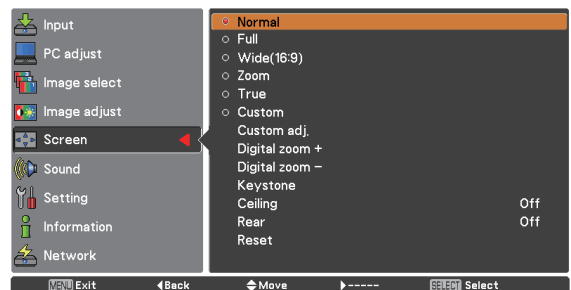 Input
PC adjust
Image select
Image adjust
Screen
Sound
Setting
Information
Network
Normal
Full
Wide(16:9)
Zoom
True
Custom
Custom adj.
Digital zoom +
Digital zoom −
Keystone
Ceiling Off
Rear Off
Reset
MENU Exit Back Move ----- SELECT Select